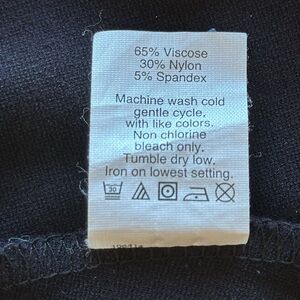 65% Viscose
30% Nylon
5% Spandex
Machine wash cold
gentle cycle,
with like colors.
Non chlorine
bleach only.
Tumble dry low.
Iron on lowest setting.
30